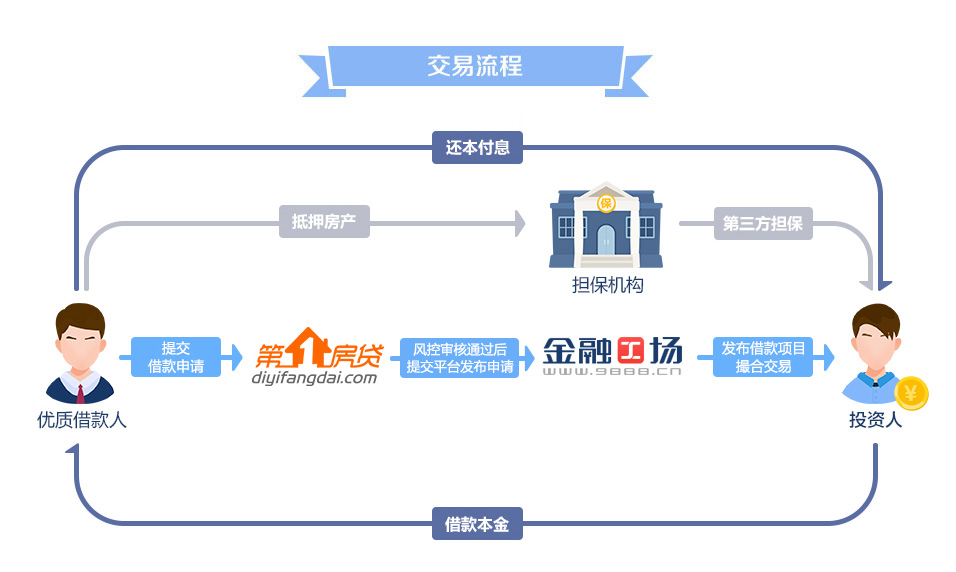 交易流程
还本付息
抵押房产
保
第三方担保
担保机构
提交
借款申请
第1房贷
diyifangdai.com
风控审核通过后
提交平台发布申请
金融工场
www.9888.cn
发布借款项目
撮合交易
¥
优质借款人
投资人
借款本金